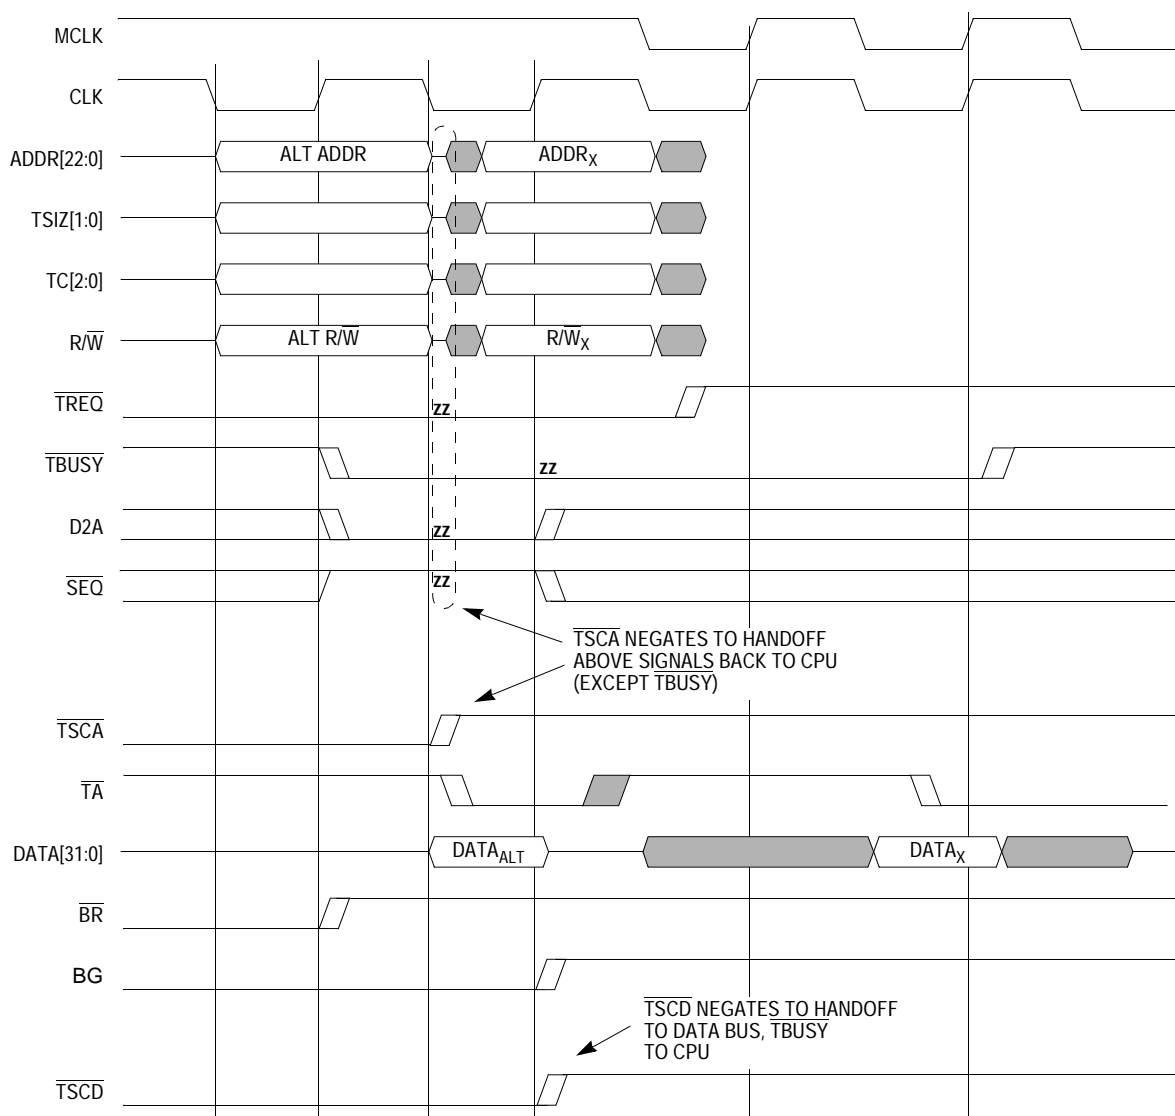 MCLK
CLK
ADDR[22:0]
ALT ADDR
ADDRX
TSIZ[1:0]
TC[2:0]
R/W
ALT R/W
R/WX
TREQ
zz
TBUSY
zz
D2A
zz
SEQ
zz
TSCA NEGATES TO HANDOFF
ABOVE SIGNALS BACK TO CPU
(EXCEPT TBUSY)
TSCA
TA
DATA[31:0]
DATAALT
DATAX
BR
BG
TSCD NEGATES TO HANDOFF
TO DATA BUS, TBUSY
TO CPU
TSCD